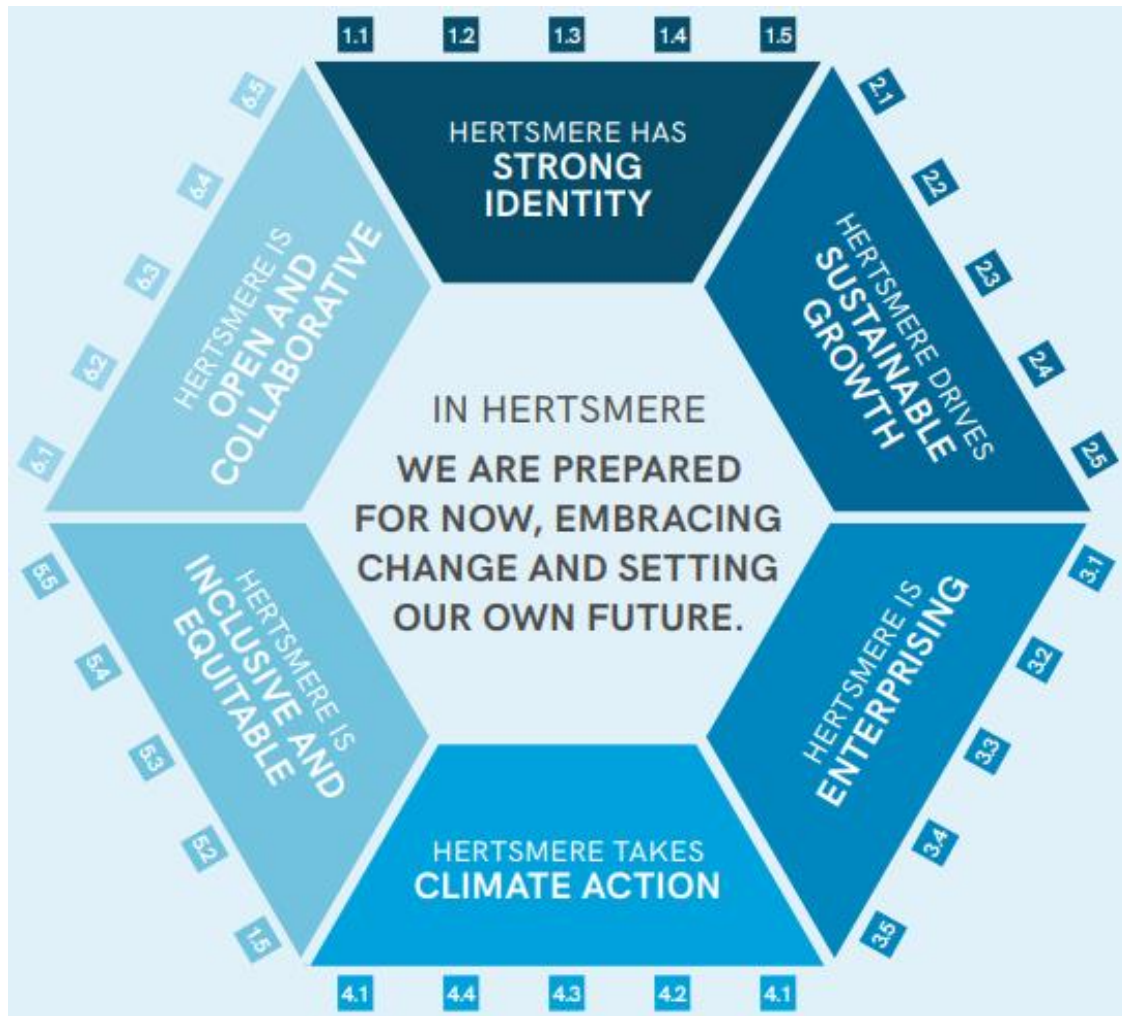 1.1 1.2 1.3 1.4 1.5
HERTSMERE HAS
STRONG
IDENTITY
2.1
2.2
2.3
2.4
2.5
HERTSMERE DRIVES
SUSTAINABLE
GROWTH
3.1
3.2
3.3
3.4
3.5
HERTSMERE IS
ENTERPRISING
HERTSMERE TAKES
CLIMATE ACTION
4.1 4.4 4.3 4.2 4.1
HERTSMERE IS
INCLUSIVE AND
EQUITABLE
5.5
5.4
5.3
5.2
1.5
HERTSMERE IS
OPEN AND
COLLABORATIVE
6.5
6.4
6.3
6.2
6.1
IN HERTSMERE
WE ARE PREPARED
FOR NOW, EMBRACING
CHANGE AND SETTING
OUR OWN FUTURE.